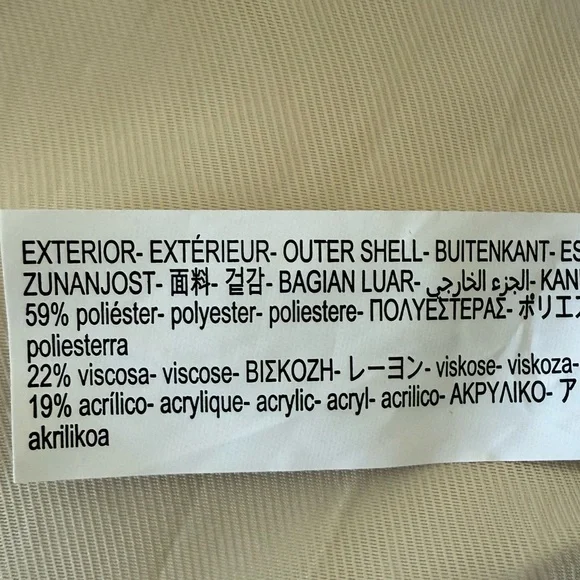 EXTERIOR- EXTÉRIEUR- OUTER SHELL- BUITENKANT- ES
ZUNANJOST- 面料- 겉감- BAGIAN LUAR- الجزء الخارجي- KAN
59% poliéster- polyester- poliestere- ΠΟΛΥΕΣΤΕΡΑΣ- ポリエス
poliesterra
22% viscosa- viscose- ΒΙΣΚΟΖΗ- レーヨン- viskose- viskoza-
19% acrílico- acrylique- acrylic- acryl- acrilico- ΑΚΡΥΛΙΚΟ- ア
akrilikoa